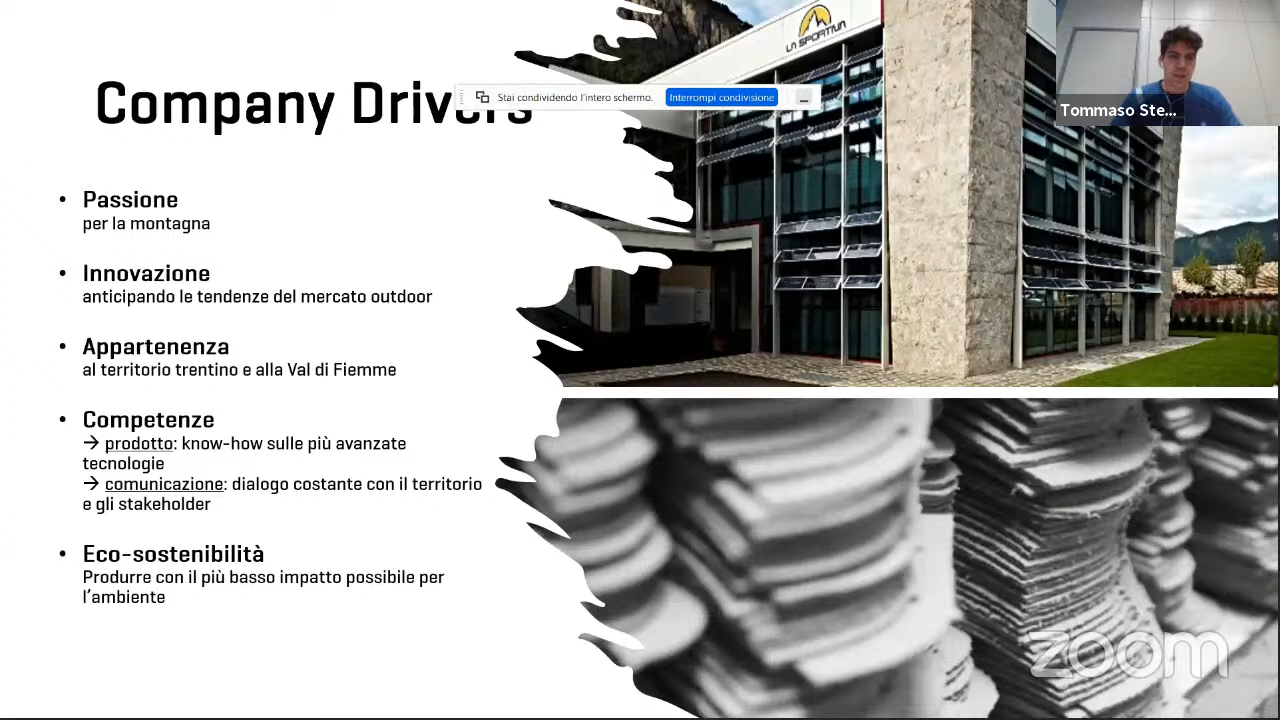 LA SPORTIVA
Company Drivers
Stai condividendo l'intero schermo.
Interrompi condivisione
Tommaso Ste...
• Passione
per la montagna
• Innovazione
anticipando le tendenze del mercato outdoor
• Appartenenza
al territorio trentino e alla Val di Fiemme
• Competenze
→ prodotto: know-how sulle più avanzate
tecnologie
→ comunicazione: dialogo costante con il territorio
e gli stakeholder
• Eco-sostenibilità
Produrre con il più basso impatto possibile per
l'ambiente
zoom